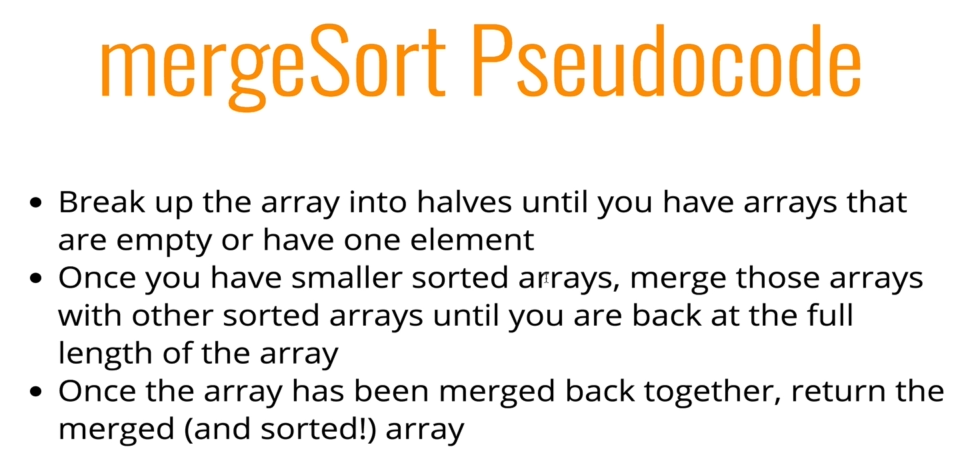 mergeSort Pseudocode
• Break up the array into halves until you have arrays that
are empty or have one element
• Once you have smaller sorted arrays, merge those arrays
with other sorted arrays until you are back at the full
length of the array
• Once the array has been merged back together, return the
merged (and sorted!) array